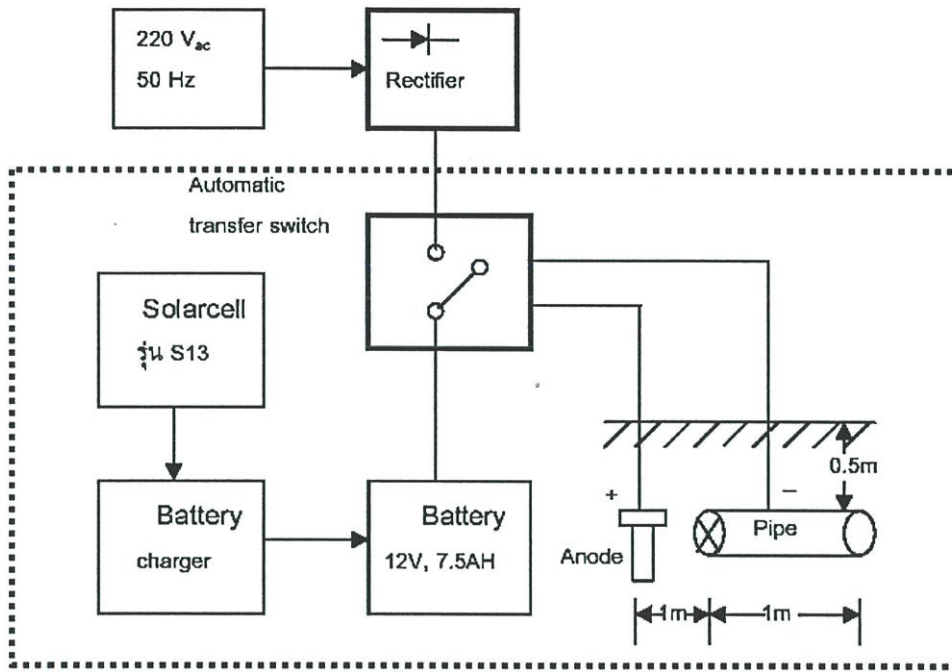 220 Vac
50 Hz
Rectifier
Automatic
transfer switch
Solarcell
รุ่น S13
Battery
charger
Battery
12V, 7.5AH
0.5m
+
–
Pipe
Anode
1m
1m